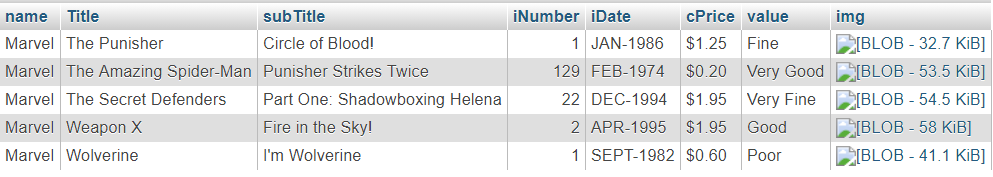 name Title subTitle iNumber iDate cPrice value img
Marvel The Punisher Circle of Blood! 1 JAN-1986 $1.25 Fine [BLOB - 32.7 KiB]
Marvel The Amazing Spider-Man Punisher Strikes Twice 129 FEB-1974 $0.20 Very Good [BLOB - 53.5 KiB]
Marvel The Secret Defenders Part One: Shadowboxing Helena 22 DEC-1994 $1.95 Very Fine [BLOB - 54.5 KiB]
Marvel Weapon X Fire in the Sky! 2 APR-1995 $1.95 Good [BLOB - 58 KiB]
Marvel Wolverine I'm Wolverine 1 SEPT-1982 $0.60 Poor [BLOB - 41.1 KiB]